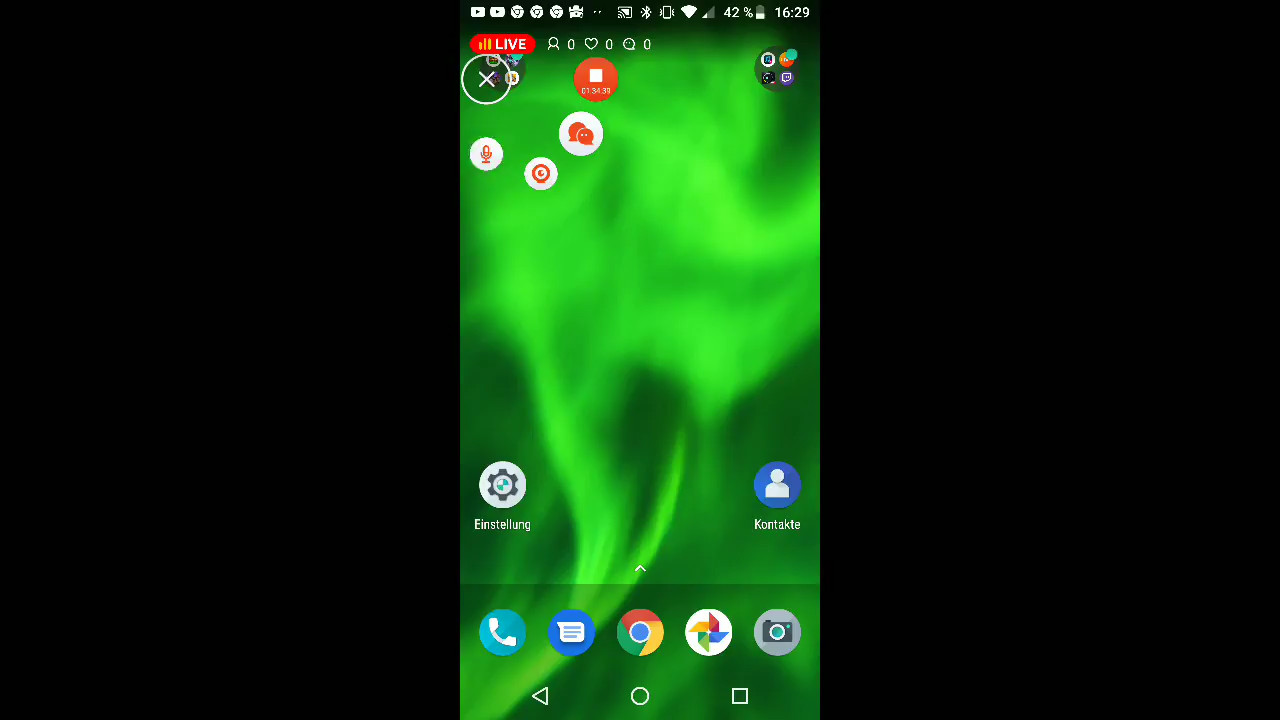 42 % 16:29
LIVE 0 0 0
01:34:39
Einstellung
Kontakte